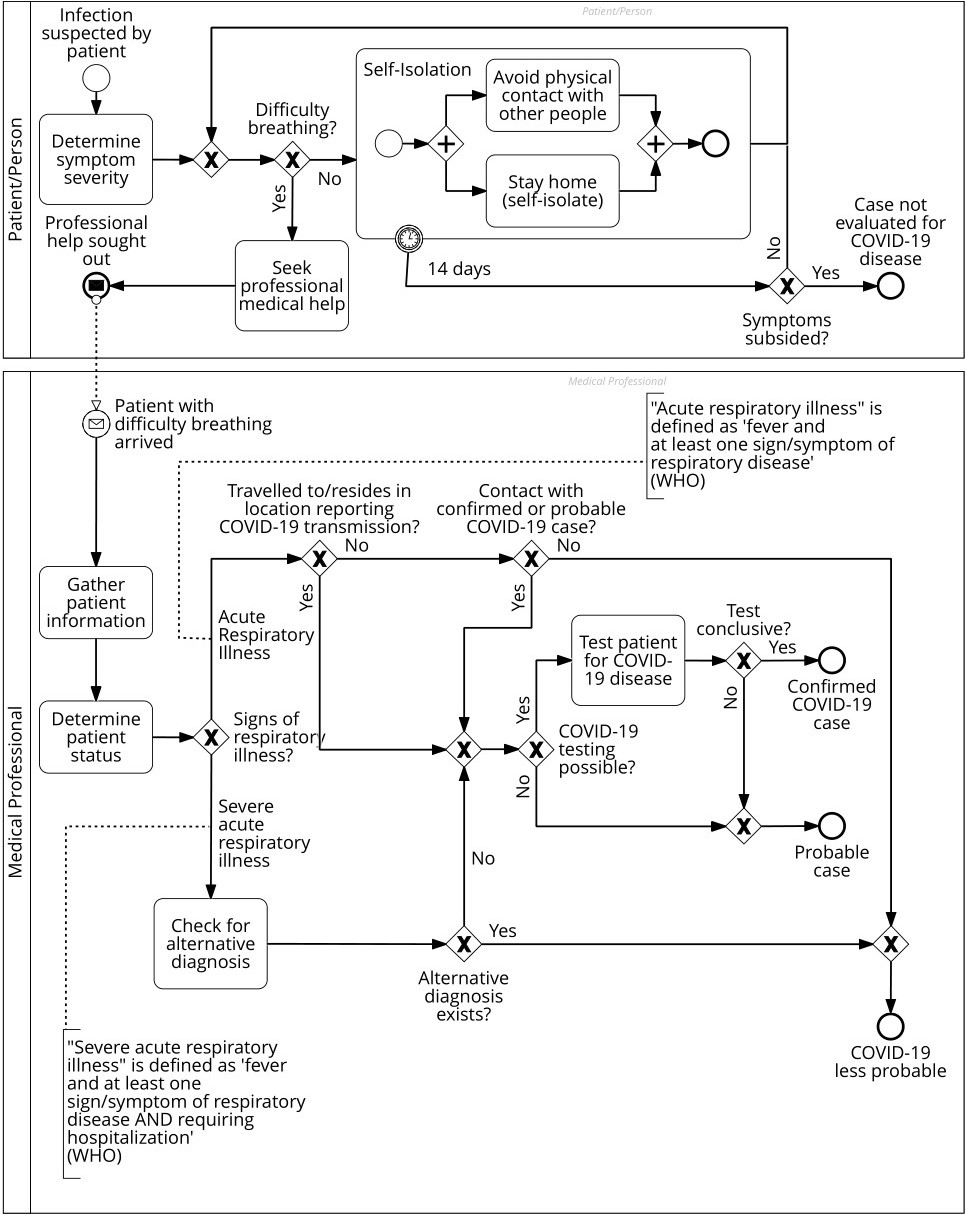 Patient/Person
Patient/Person
Infection
suspected by
patient
Determine
symptom
severity
Difficulty
breathing?
No
Yes
Self-Isolation
Avoid physical
contact with
other people
Stay home
(self-isolate)
14 days
Professional
help sought
out
Seek
professional
medical help
No
Yes
Symptoms
subsided?
Case not
evaluated for
COVID-19
disease
Medical Professional
Medical Professional
Patient with
difficulty breathing
arrived
"Acute respiratory illness" is
defined as 'fever and
at least one sign/symptom of
respiratory disease'
(WHO)
Travelled to/resides in
location reporting
COVID-19 transmission?
No
Yes
Contact with
confirmed or probable
COVID-19 case?
No
Yes
Gather
patient
information
Acute
Respiratory
Illness
Determine
patient
status
Signs of
respiratory
illness?
Test patient
for COVID-
19 disease
Test
conclusive?
Yes
No
Confirmed
COVID-19
case
Yes
COVID-19
testing
possible?
No
Severe
acute
respiratory
illness
Probable
case
No
Check for
alternative
diagnosis
Yes
Alternative
diagnosis
exists?
COVID-19
less probable
"Severe acute respiratory
illness" is defined as 'fever
and at least one
sign/symptom of respiratory
disease AND requiring
hospitalization'
(WHO)